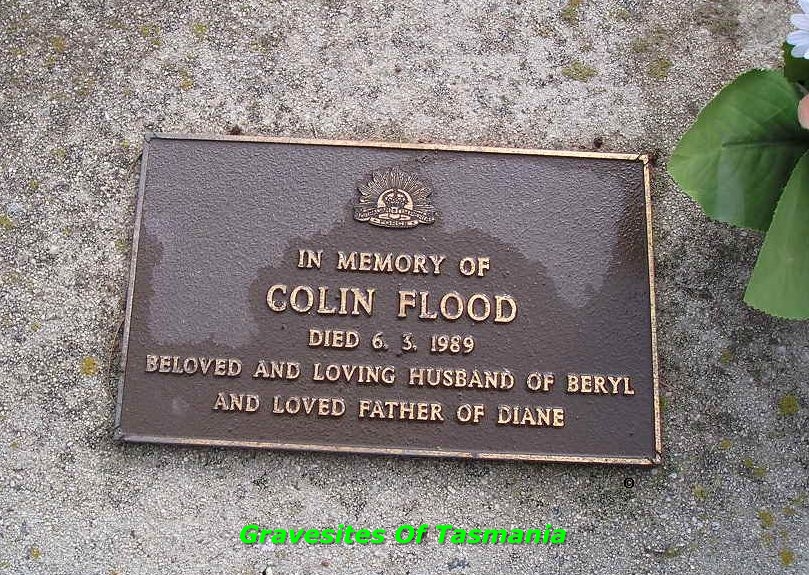 IN MEMORY OF
COLIN FLOOD
DIED 6. 3. 1989
BELOVED AND LOVING HUSBAND OF BERYL
AND LOVED FATHER OF DIANE
Gravesites Of Tasmania